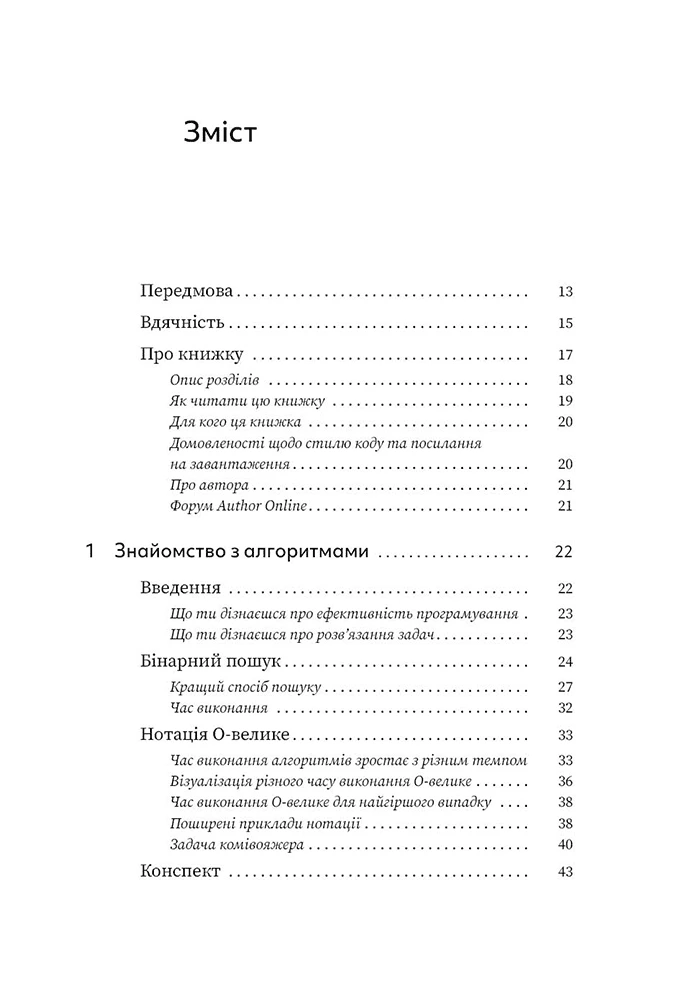 Зміст
Передмова . . . . . . . . . . . . . . . . . . . . . . . . . . . . . . . 13
Вдячність . . . . . . . . . . . . . . . . . . . . . . . . . . . . . . . . 15
Про книжку . . . . . . . . . . . . . . . . . . . . . . . . . . . . . 17
Опис розділів . . . . . . . . . . . . . . . . . . . . . . . . . . . . 18
Як читати цю книжку . . . . . . . . . . . . . . . . . . . . . 19
Для кого ця книжка . . . . . . . . . . . . . . . . . . . . . . . 20
Домовленості щодо стилю коду та посилання
на завантаження . . . . . . . . . . . . . . . . . . . . . . . . . 20
Про автора . . . . . . . . . . . . . . . . . . . . . . . . . . . . . . 21
Форум Author Online . . . . . . . . . . . . . . . . . . . . . . . 21
1 Знайомство з алгоритмами . . . . . . . . . . . . . . . . . . 22
Введення . . . . . . . . . . . . . . . . . . . . . . . . . . . . . . . . 22
Що ти дізнаєшся про ефективність програмування . 23
Що ти дізнаєшся про розв’язання задач . . . . . . . . . . 23
Бінарний пошук . . . . . . . . . . . . . . . . . . . . . . . . . . 24
Кращий спосіб пошуку . . . . . . . . . . . . . . . . . . . . . . 27
Час виконання . . . . . . . . . . . . . . . . . . . . . . . . . . . 32
Нотація О-велике . . . . . . . . . . . . . . . . . . . . . . . . . 33
Час виконання алгоритмів зростає з різним темпом 33
Візуалізація різного часу виконання О-велике . . . . . . 36
Час виконання О-велике для найгіршого випадку . . . . 38
Поширені приклади нотації . . . . . . . . . . . . . . . . . . 38
Задача комівояжера . . . . . . . . . . . . . . . . . . . . . . . . 40
Конспект . . . . . . . . . . . . . . . . . . . . . . . . . . . . . . . . 43